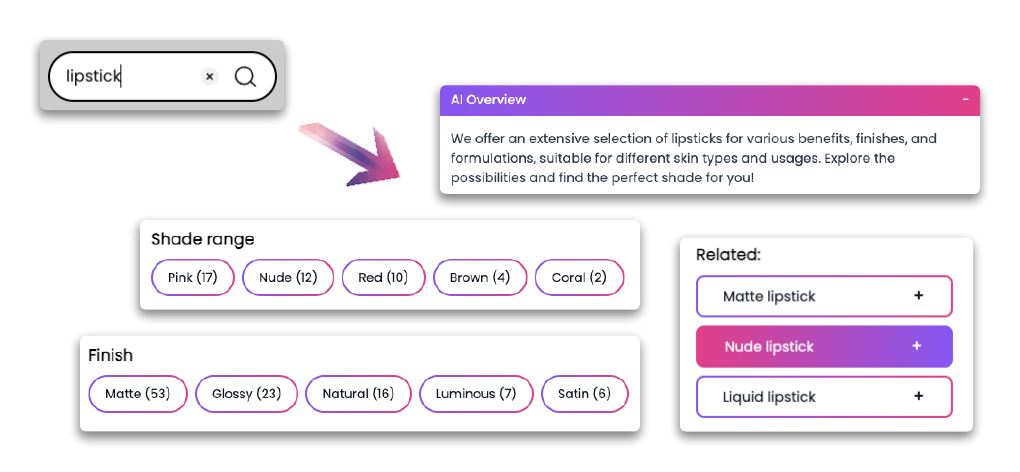 lipstick
AI Overview
We offer an extensive selection of lipsticks for various benefits, finishes, and
formulations, suitable for different skin types and usages. Explore the
possibilities and find the perfect shade for you!
Shade range
Pink (17) Nude (12) Red (10) Brown (4) Coral (2)
Finish
Matte (53) Glossy (23) Natural (16) Luminous (7) Satin (6)
Related:
Matte lipstick +
Nude lipstick +
Liquid lipstick +